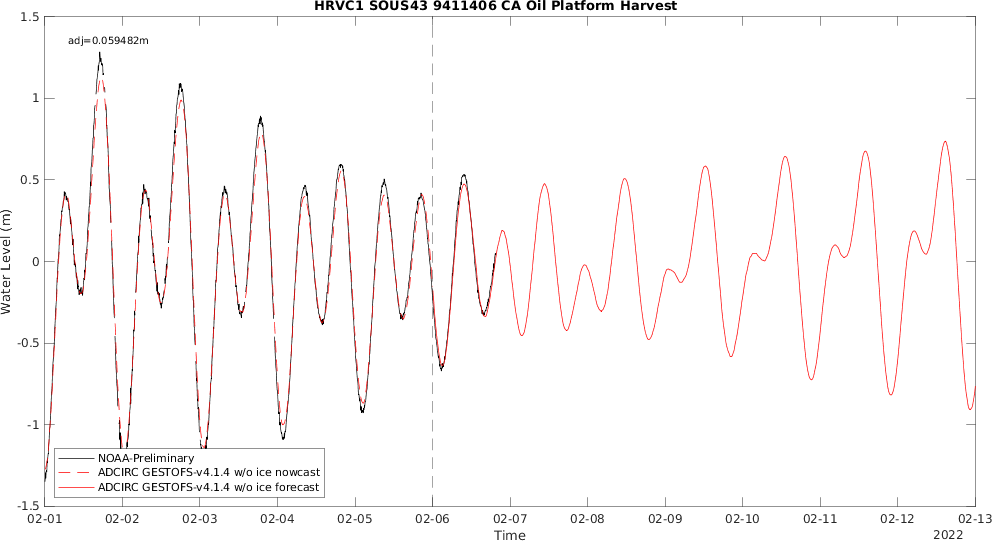 HRVC1 SOUS43 9411406 CA Oil Platform Harvest
adj=0.059482m
1.5
1
0.5
0
-0.5
-1
-1.5
Water Level (m)
NOAA-Preliminary
ADCIRC GESTOFS-v4.1.4 w/o ice nowcast
ADCIRC GESTOFS-v4.1.4 w/o ice forecast
02-01 02-02 02-03 02-04 02-05 02-06 02-07 02-08 02-09 02-10 02-11 02-12 02-13
Time
2022